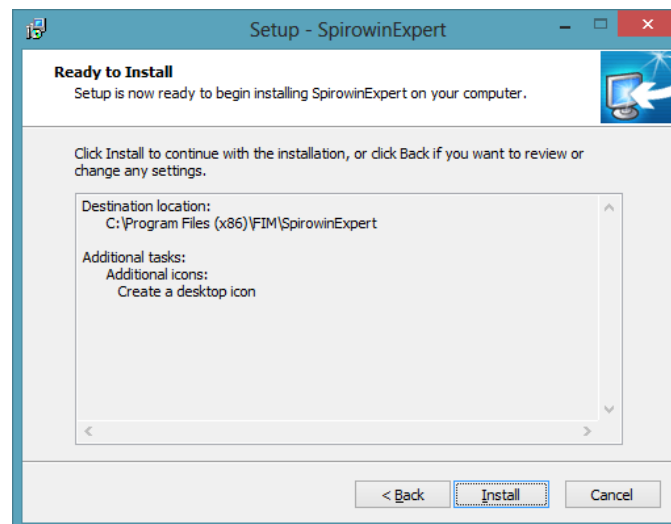 Setup - SpirowinExpert
Ready to Install
Setup is now ready to begin installing SpirowinExpert on your computer.
Click Install to continue with the installation, or click Back if you want to review or
change any settings.
Destination location:
C:\Program Files (x86)\FIM\SpirowinExpert
Additional tasks:
Additional icons:
Create a desktop icon
< Back
Install
Cancel